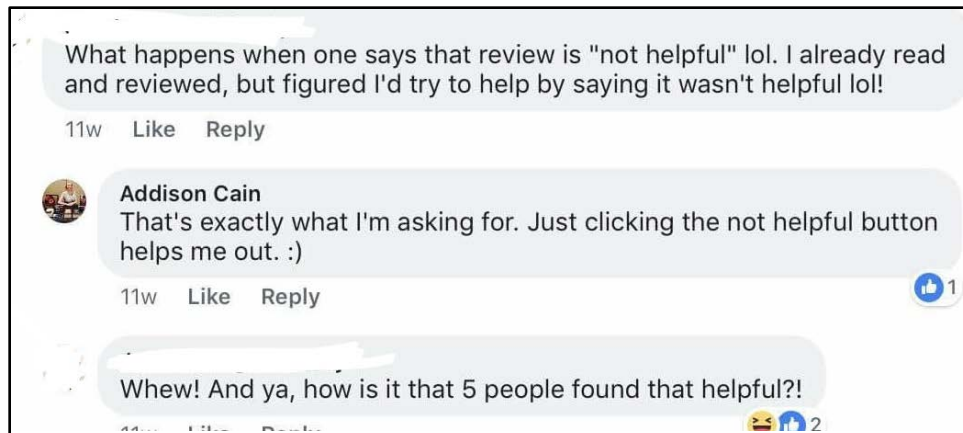 What happens when one says that review is "not helpful" lol. I already read
and reviewed, but figured I'd try to help by saying it wasn't helpful lol!
11w Like Reply
Addison Cain
That's exactly what I'm asking for. Just clicking the not helpful button
helps me out. :)
11w Like Reply
1
Whew! And ya, how is it that 5 people found that helpful?!
11w Like Reply
2